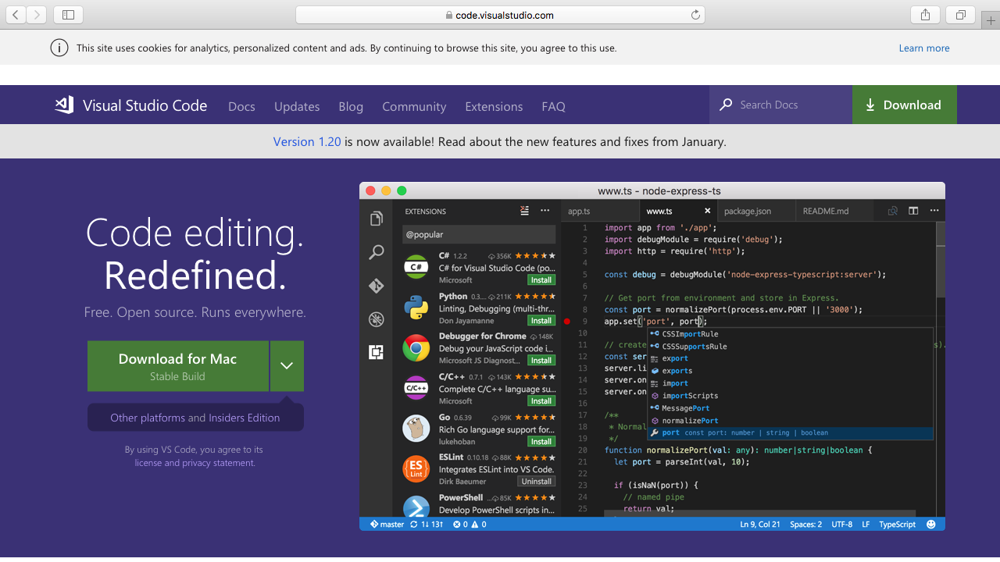 code.visualstudio.com
This site uses cookies for analytics, personalized content and ads. By continuing to browse this site, you agree to this use.
Learn more
Visual Studio Code
Docs
Updates
Blog
Community
Extensions
FAQ
Search Docs
Download
Version 1.20 is now available! Read about the new features and fixes from January.
Code editing.
Redefined.
Free. Open source. Runs everywhere.
Download for Mac
Stable Build
Other platforms and Insiders Edition
By using VS Code, you agree to its
license and privacy statement.
www.ts - node-express-ts
EXTENSIONS
@popular
C# 1.2.2 356K
C# for Visual Studio Code (po...
Microsoft Install
Python 0.3.... 211K
Linting, Debugging (multi-thr...
Don Jayamanne Install
Debugger for Chrome 148K
Debug your JavaScript code i...
Microsoft JS Diagnost... Install
C/C++ 0.7.1 143K
Complete C/C++ language su...
Microsoft Install
Go 0.6.39 99K
Rich Go language support for...
lukehoban Install
ESLint 0.10.18 88K
Integrates ESLint into VS Code.
Dirk Baeumer Uninstall
PowerShell ... 85K
Develop PowerShell scripts in...
C#
C/C++
ES
Lint
app.ts
www.ts
package.json
README.md
1 import app from './app';
2 import debugModule = require('debug');
3 import http = require('http');
4
5 const debug = debugModule('node-express-typescript:server');
6
7 // Get port from environment and store in Express.
8 const port = normalizePort(process.env.PORT || '3000');
9 app.set('port', port);
10
11 // create s).
12 const ser
13 server.li
14 server.on
15 server.on
16
17 /**
18 * Normal
19 */
20 function normalizePort(val: any): number|string|boolean {
21 let port = parseInt(val, 10);
22
23 if (isNaN(port)) {
24 // named pipe
25 return val;
CSSImportRule
CSSSupportsRule
export
exports
import
importScripts
MessagePort
normalizePort
port const port: number | string | boolean
master 1↓ 13↑ 0 0
Ln 9, Col 21 Spaces: 2 UTF-8 LF TypeScript